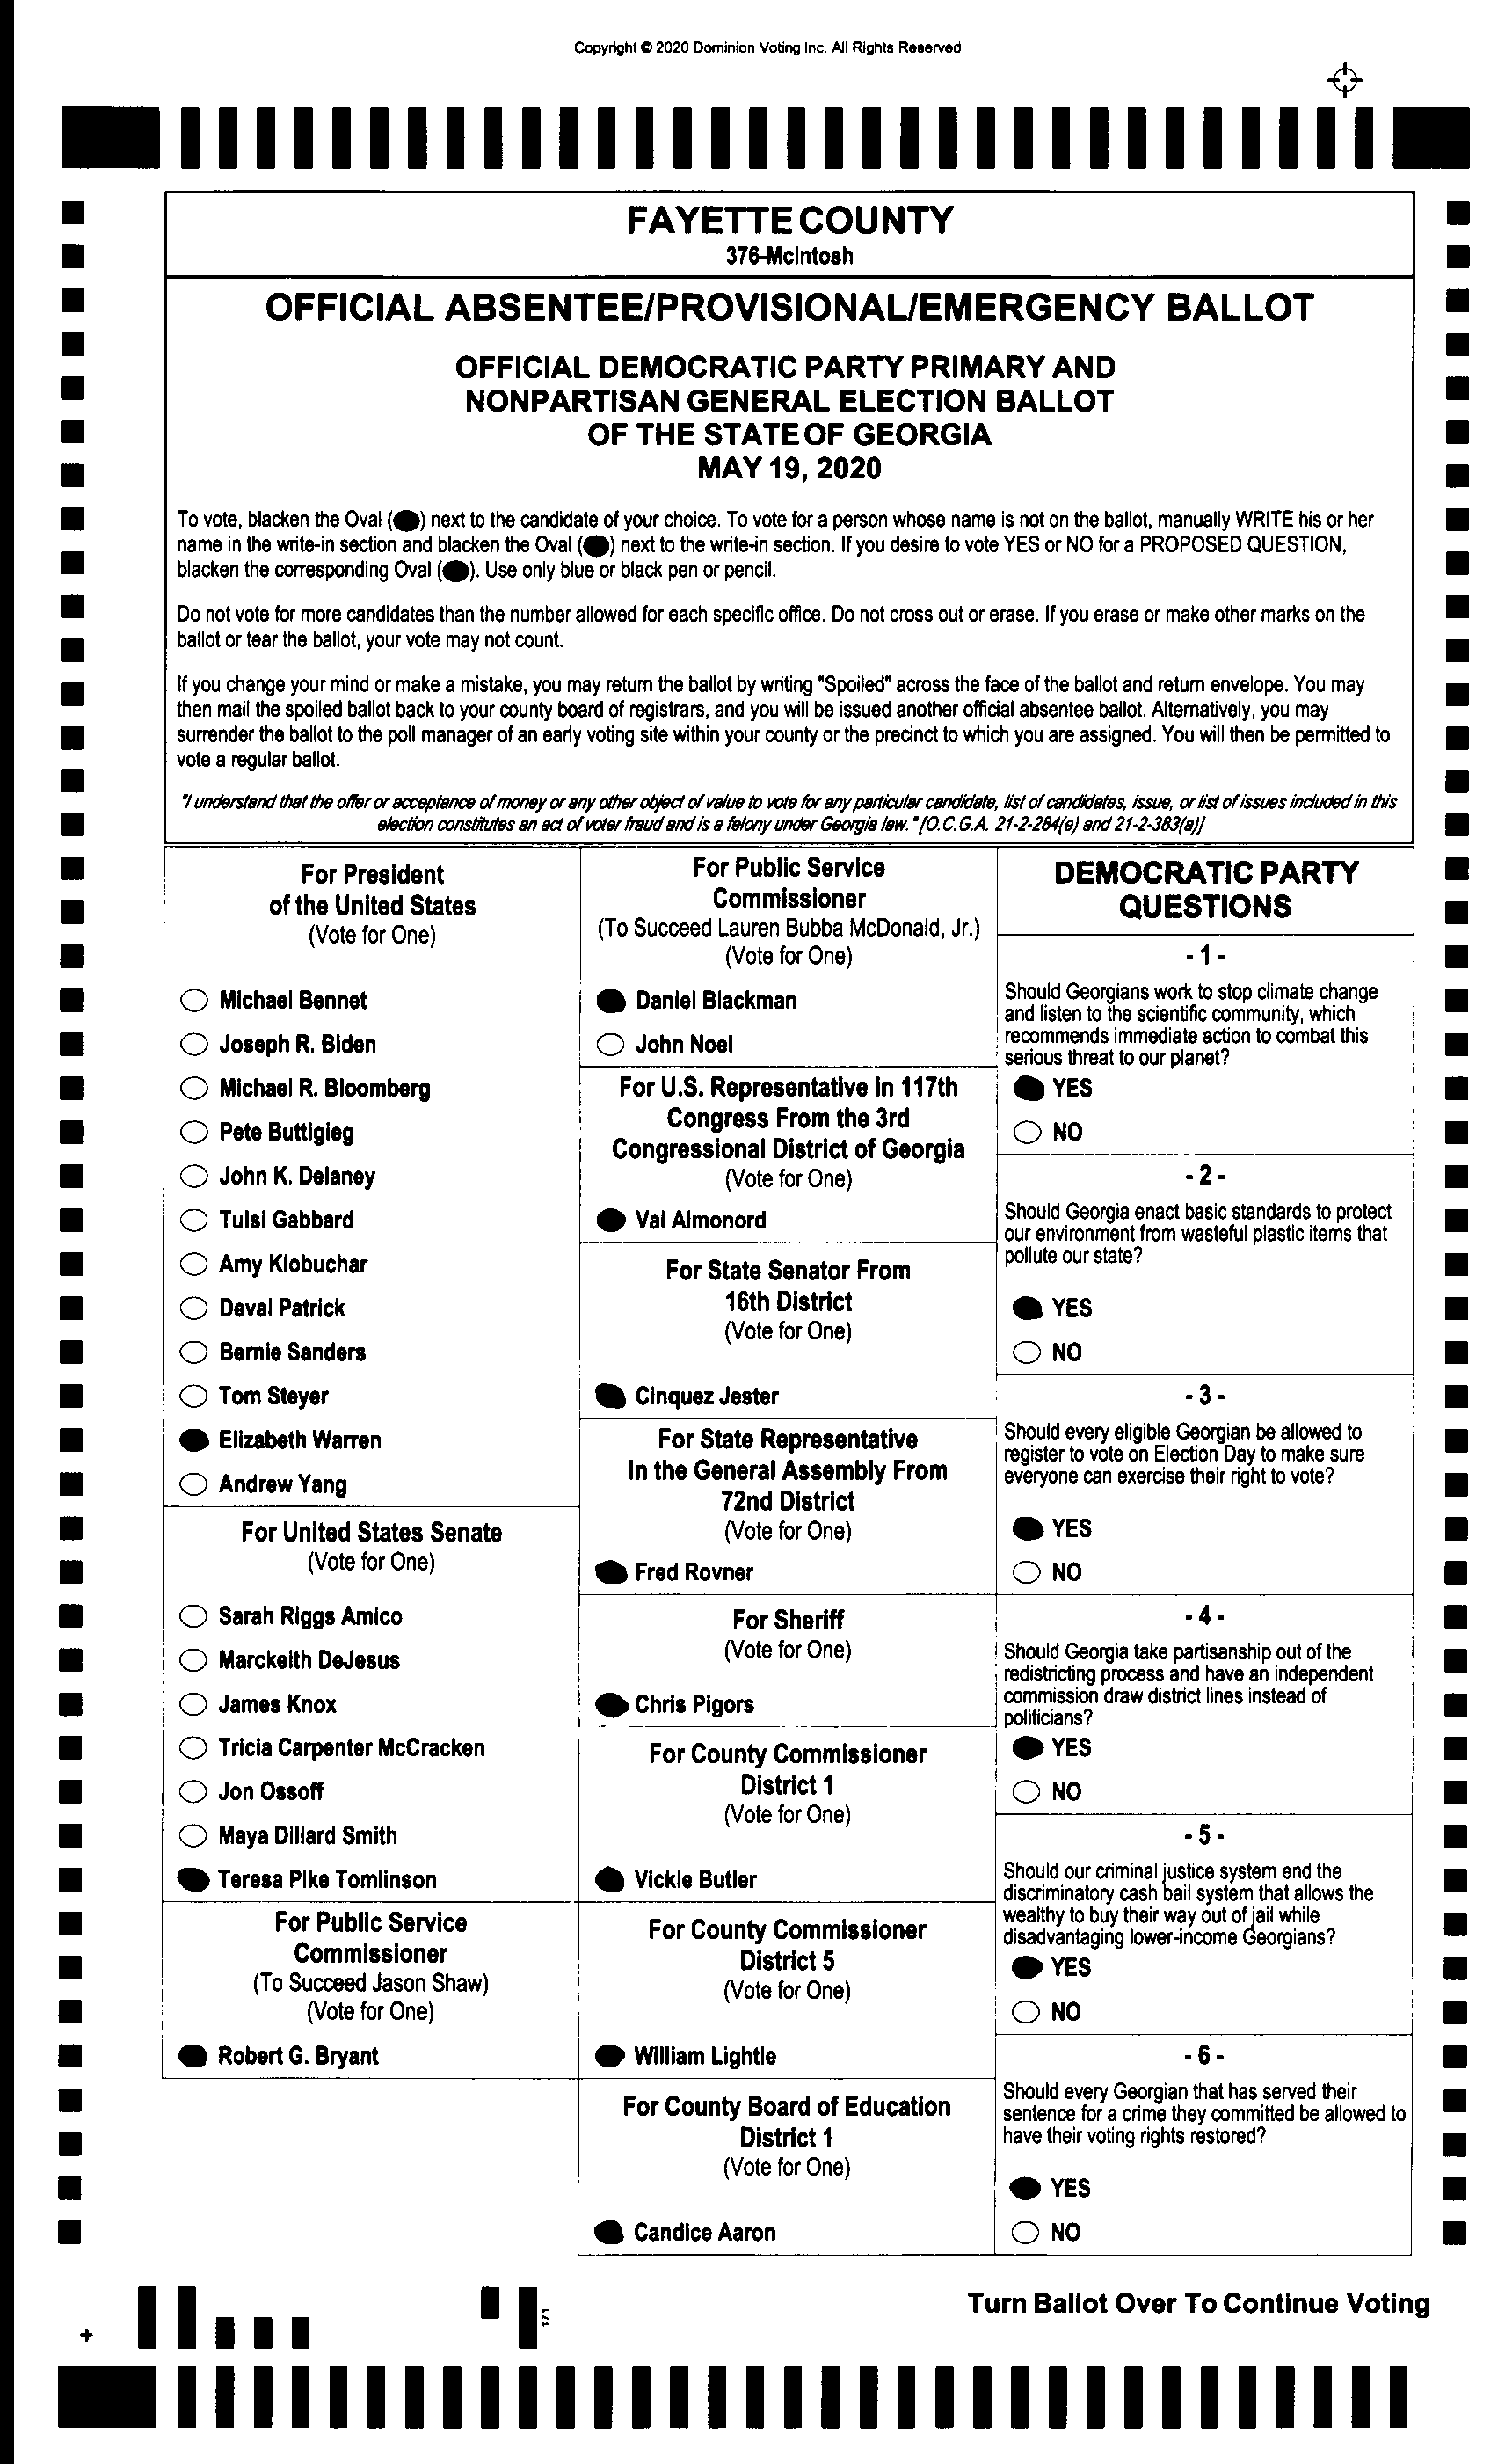 Copyright © 2020 Dominion Voting Inc. All Rights Reserved
FAYETTE COUNTY
376-McIntosh
OFFICIAL ABSENTEE/PROVISIONAL/EMERGENCY BALLOT
OFFICIAL DEMOCRATIC PARTY PRIMARY AND
NONPARTISAN GENERAL ELECTION BALLOT
OF THE STATE OF GEORGIA
MAY 19, 2020
To vote, blacken the Oval ( ) next to the candidate of your choice. To vote for a person whose name is not on the ballot, manually WRITE his or her
name in the write-in section and blacken the Oval ( ) next to the write-in section. If you desire to vote YES or NO for a PROPOSED QUESTION,
blacken the corresponding Oval ( ). Use only blue or black pen or pencil.
Do not vote for more candidates than the number allowed for each specific office. Do not cross out or erase. If you erase or make other marks on the
ballot or tear the ballot, your vote may not count.
If you change your mind or make a mistake, you may return the ballot by writing "Spoiled" across the face of the ballot and return envelope. You may
then mail the spoiled ballot back to your county board of registrars, and you will be issued another official absentee ballot. Alternatively, you may
surrender the ballot to the poll manager of an early voting site within your county or the precinct to which you are assigned. You will then be permitted to
vote a regular ballot.
"I understand that the offer or acceptance of money or any other object of value to vote for any particular candidate, list of candidates, issue, or list of issues included in this
election constitutes an act of voter fraud and is a felony under Georgia law." [O.C.G.A. 21-2-284(e) and 21-2-383(a)]
For President
of the United States
(Vote for One)
Michael Bennet
Joseph R. Biden
Michael R. Bloomberg
Pete Buttigieg
John K. Delaney
Tulsi Gabbard
Amy Klobuchar
Deval Patrick
Bernie Sanders
Tom Steyer
Elizabeth Warren
Andrew Yang
For United States Senate
(Vote for One)
Sarah Riggs Amico
Marckeith DeJesus
James Knox
Tricia Carpenter McCracken
Jon Ossoff
Maya Dillard Smith
Teresa Pike Tomlinson
For Public Service
Commissioner
(To Succeed Jason Shaw)
(Vote for One)
Robert G. Bryant
For Public Service
Commissioner
(To Succeed Lauren Bubba McDonald, Jr.)
(Vote for One)
Daniel Blackman
John Noel
For U.S. Representative in 117th
Congress From the 3rd
Congressional District of Georgia
(Vote for One)
Val Almonord
For State Senator From
16th District
(Vote for One)
Cinquez Jester
For State Representative
In the General Assembly From
72nd District
(Vote for One)
Fred Rovner
For Sheriff
(Vote for One)
Chris Pigors
For County Commissioner
District 1
(Vote for One)
Vickie Butler
For County Commissioner
District 5
(Vote for One)
William Lightle
For County Board of Education
District 1
(Vote for One)
Candice Aaron
DEMOCRATIC PARTY
QUESTIONS
- 1 -
Should Georgians work to stop climate change
and listen to the scientific community, which
recommends immediate action to combat this
serious threat to our planet?
YES
NO
- 2 -
Should Georgia enact basic standards to protect
our environment from wasteful plastic items that
pollute our state?
YES
NO
- 3 -
Should every eligible Georgian be allowed to
register to vote on Election Day to make sure
everyone can exercise their right to vote?
YES
NO
- 4 -
Should Georgia take partisanship out of the
redistricting process and have an independent
commission draw district lines instead of
politicians?
YES
NO
- 5 -
Should our criminal justice system end the
discriminatory cash bail system that allows the
wealthy to buy their way out of jail while
disadvantaging lower-income Georgians?
YES
NO
- 6 -
Should every Georgian that has served their
sentence for a crime they committed be allowed to
have their voting rights restored?
YES
NO
171
Turn Ballot Over To Continue Voting